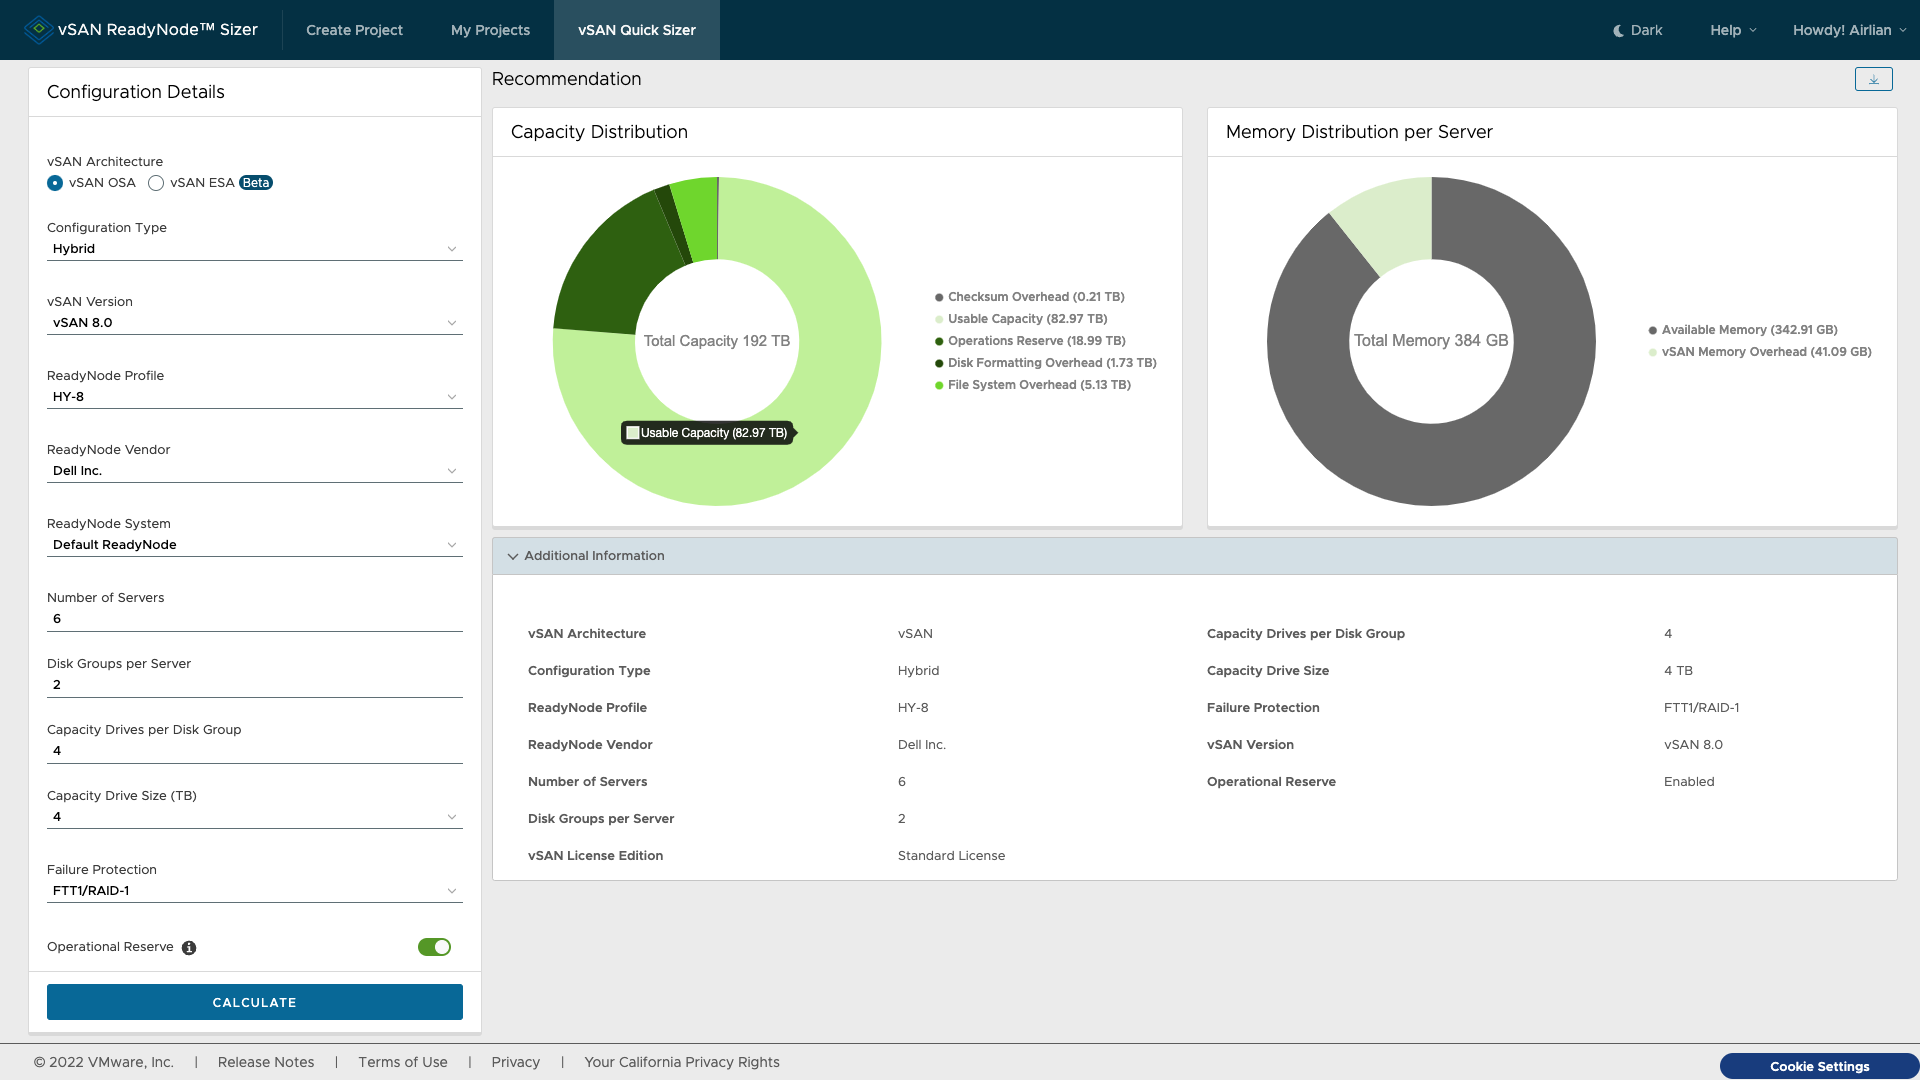 vSAN ReadyNode™ Sizer
Create Project
My Projects
vSAN Quick Sizer
Dark
Help
Howdy! Airlian
Configuration Details
vSAN Architecture
vSAN OSA
vSAN ESA Beta
Configuration Type
Hybrid
vSAN Version
vSAN 8.0
ReadyNode Profile
HY-8
ReadyNode Vendor
Dell Inc.
ReadyNode System
Default ReadyNode
Number of Servers
6
Disk Groups per Server
2
Capacity Drives per Disk Group
4
Capacity Drive Size (TB)
4
Failure Protection
FTT1/RAID-1
Operational Reserve
CALCULATE
Recommendation
Capacity Distribution
Total Capacity 192 TB
Usable Capacity (82.97 TB)
Checksum Overhead (0.21 TB)
Usable Capacity (82.97 TB)
Operations Reserve (18.99 TB)
Disk Formatting Overhead (1.73 TB)
File System Overhead (5.13 TB)
Memory Distribution per Server
Total Memory 384 GB
Available Memory (342.91 GB)
vSAN Memory Overhead (41.09 GB)
Additional Information
vSAN Architecture vSAN
Configuration Type Hybrid
ReadyNode Profile HY-8
ReadyNode Vendor Dell Inc.
Number of Servers 6
Disk Groups per Server 2
vSAN License Edition Standard License
Capacity Drives per Disk Group 4
Capacity Drive Size 4 TB
Failure Protection FTT1/RAID-1
vSAN Version vSAN 8.0
Operational Reserve Enabled
© 2022 VMware, Inc. | Release Notes | Terms of Use | Privacy | Your California Privacy Rights
Cookie Settings